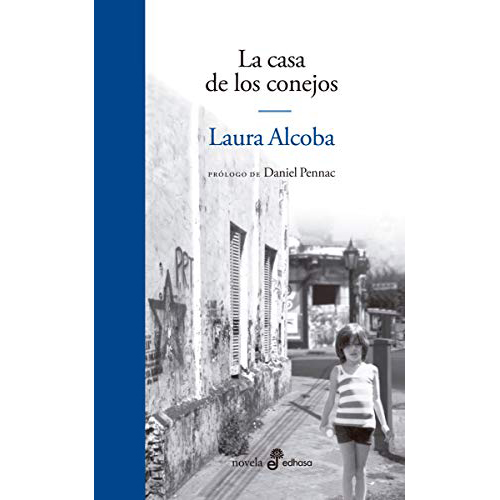 La casa
de los conejos
Laura Alcoba
PRÓLOGO DE Daniel Pennac
PRT
novela edhasa